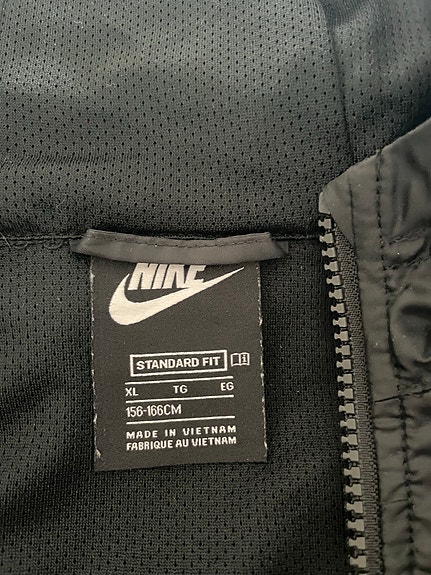 NIKE
STANDARD FIT
XL TG EG
156-166CM
MADE IN VIETNAM
FABRIQUE AU VIETNAM